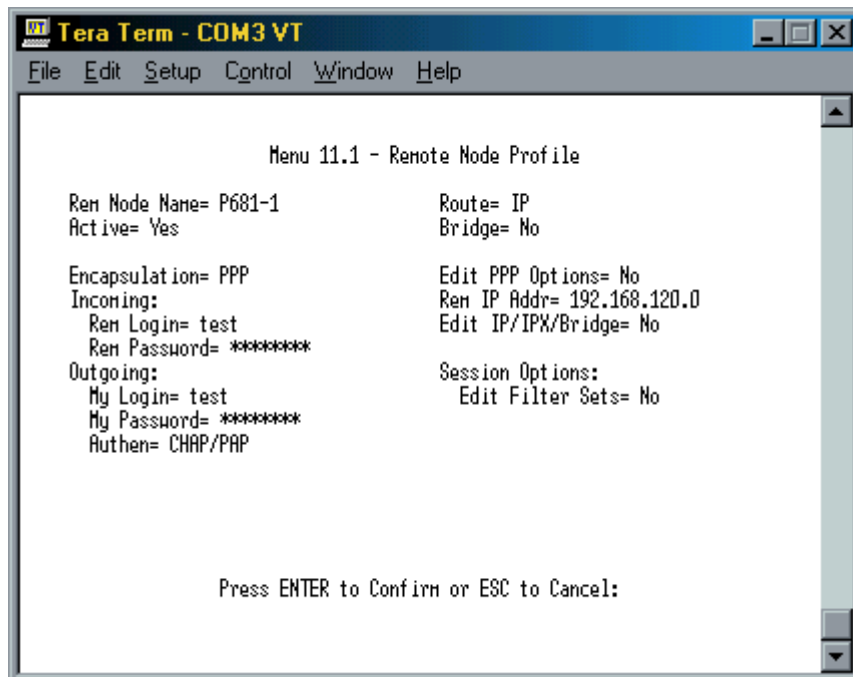 Tera Term - COM3 VT
File Edit Setup Control Window Help
Menu 11.1 - Remote Node Profile
Rem Node Name= P681-1 Route= IP
Active= Yes Bridge= No
Encapsulation= PPP Edit PPP Options= No
Incoming: Rem IP Addr= 192.168.120.0
Rem Login= test Edit IP/IPX/Bridge= No
Rem Password= ********
Outgoing: Session Options:
My Login= test Edit Filter Sets= No
My Password= ********
Authen= CHAP/PAP
Press ENTER to Confirm or ESC to Cancel: